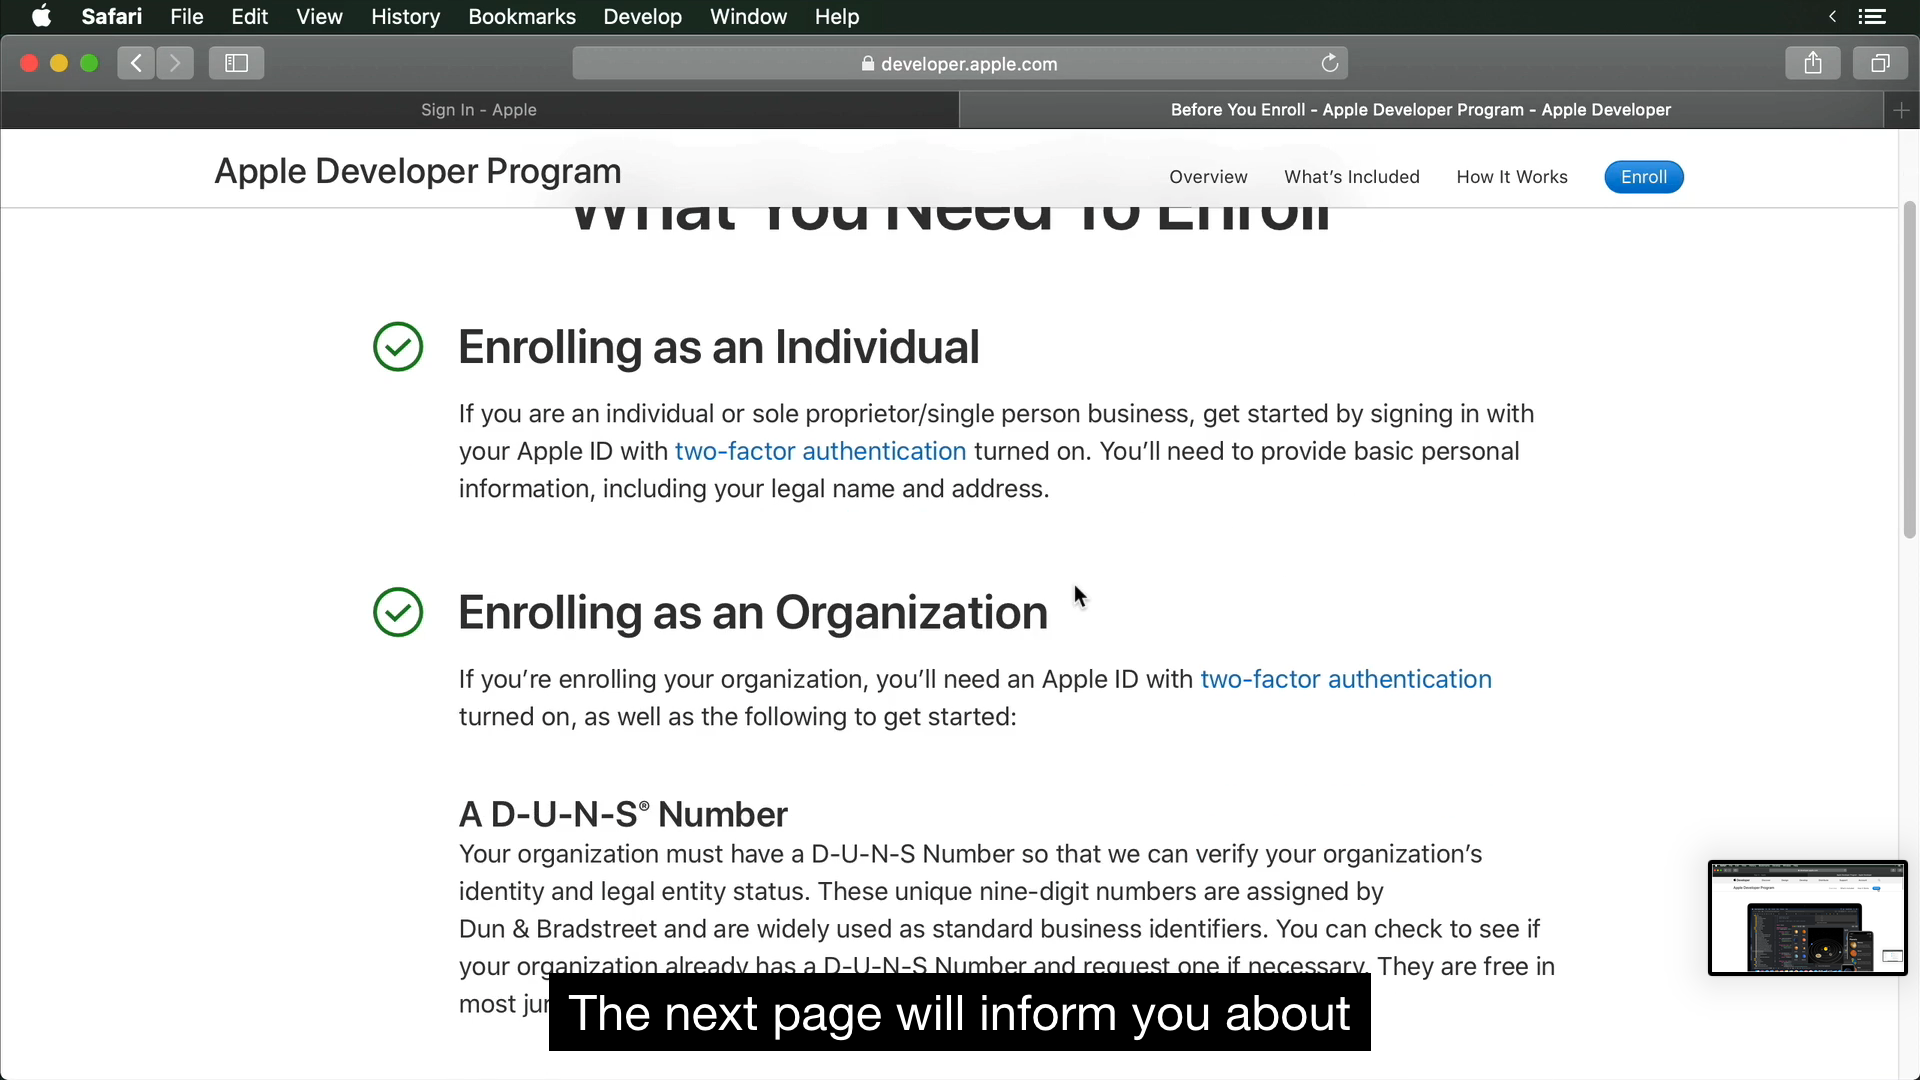 Safari File Edit View History Bookmarks Develop Window Help
developer.apple.com
Sign In - Apple
Before You Enroll - Apple Developer Program - Apple Developer
Apple Developer Program
Overview What's Included How It Works Enroll
What You Need To Enroll
Enrolling as an Individual
If you are an individual or sole proprietor/single person business, get started by signing in with
your Apple ID with two-factor authentication turned on. You'll need to provide basic personal
information, including your legal name and address.
Enrolling as an Organization
If you're enrolling your organization, you'll need an Apple ID with two-factor authentication
turned on, as well as the following to get started:
A D-U-N-S® Number
Your organization must have a D-U-N-S Number so that we can verify your organization's
identity and legal entity status. These unique nine-digit numbers are assigned by
Dun & Bradstreet and are widely used as standard business identifiers. You can check to see if
your organization already has a D-U-N-S Number and request one if necessary. They are free in
most
The next page will inform you about